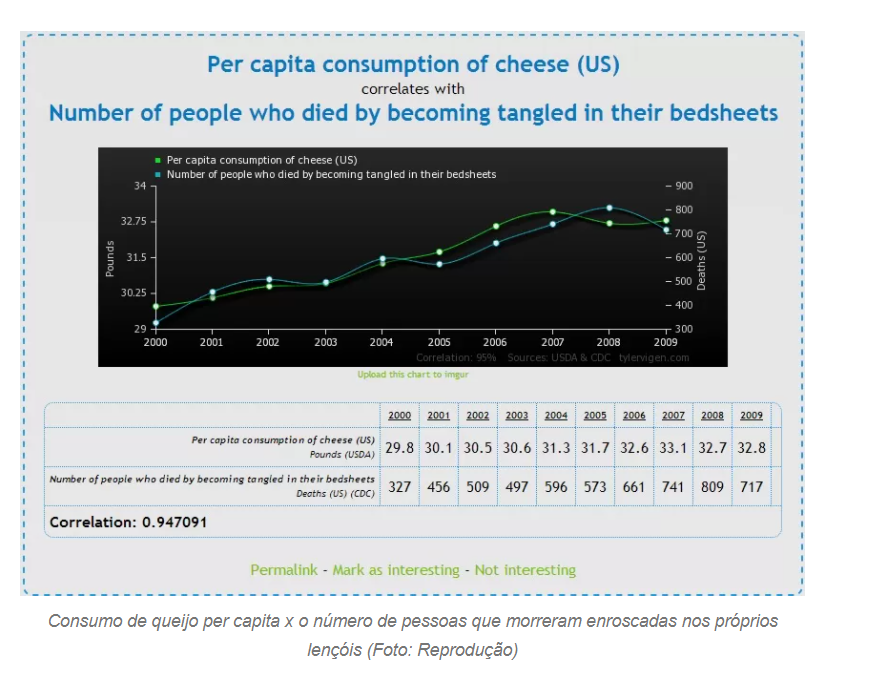 Per capita consumption of cheese (US)
correlates with
Number of people who died by becoming tangled in their bedsheets
Per capita consumption of cheese (US)
Number of people who died by becoming tangled in their bedsheets
34
32.75
31.5
30.25
29
Pounds
900
800
700
600
500
400
300
Deaths (US)
2000 2001 2002 2003 2004 2005 2006 2007 2008 2009
Correlation: 95% Sources: USDA & CDC tylervigen.com
Upload this chart to imgur
2000 2001 2002 2003 2004 2005 2006 2007 2008 2009
Per capita consumption of cheese (US)
Pounds (USDA)
29.8 30.1 30.5 30.6 31.3 31.7 32.6 33.1 32.7 32.8
Number of people who died by becoming tangled in their bedsheets
Deaths (US) (CDC)
327 456 509 497 596 573 661 741 809 717
Correlation: 0.947091
Permalink - Mark as interesting - Not interesting
Consumo de queijo per capita x o número de pessoas que morreram enroscadas nos próprios
lençóis (Foto: Reprodução)